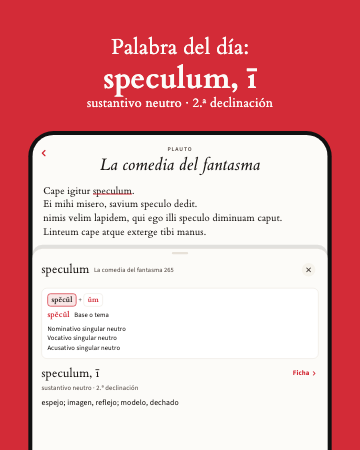 Palabra del día:
speculum, ī
sustantivo neutro · 2.ª declinación
PLAUTO
La comedia del fantasma
Cape igitur speculum.
Ei mihi misero, savium speculo dedit.
nimis velim lapidem, qui ego illi speculo diminuam caput.
Linteum cape atque exterge tibi manus.
speculum La comedia del fantasma 265
spĕcŭl + ŭm
spĕcŭl Base o tema
Nominativo singular neutro
Vocativo singular neutro
Acusativo singular neutro
speculum, ī
Ficha
sustantivo neutro · 2.ª declinación
espejo; imagen, reflejo; modelo, dechado